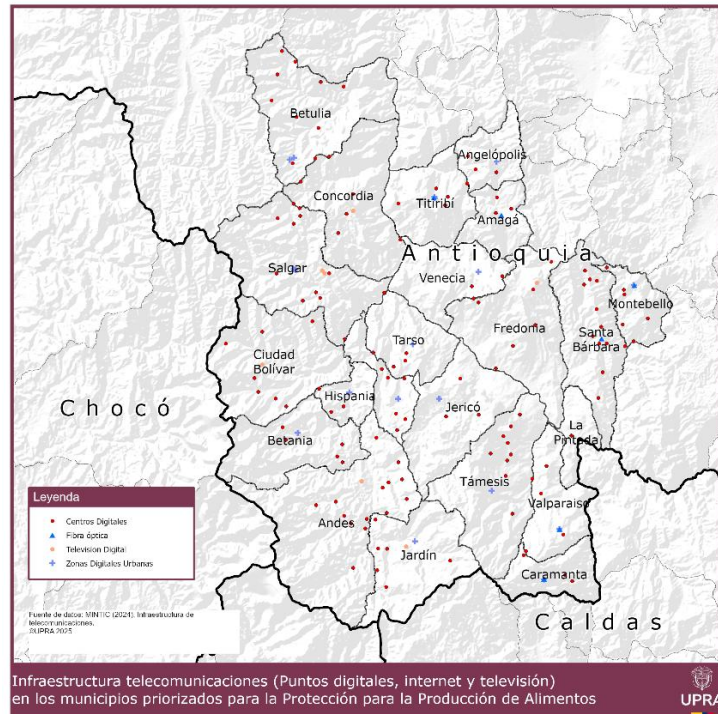 Betulia
Angelópolis
Concordia
Titiribí
Amagá
Antioquia
Salgar
Venecia
Montebello
Fredonia
Santa
Bárbara
Tarso
Ciudad
Bolívar
Hispania
Jericó
Chocó
La
Pintada
Betania
Támesis
Valparaiso
Andes
Jardín
Caramanta
Caldas
Leyenda
Centros Digitales
Fibra óptica
Television Digital
Zonas Digitales Urbanas
Fuente de datos: MINTIC (2024). Infraestructura de
telecomunicaciones.
©UPRA 2025
Infraestructura telecomunicaciones (Puntos digitales, internet y televisión)
en los municipios priorizados para la Protección para la Producción de Alimentos
UPRA